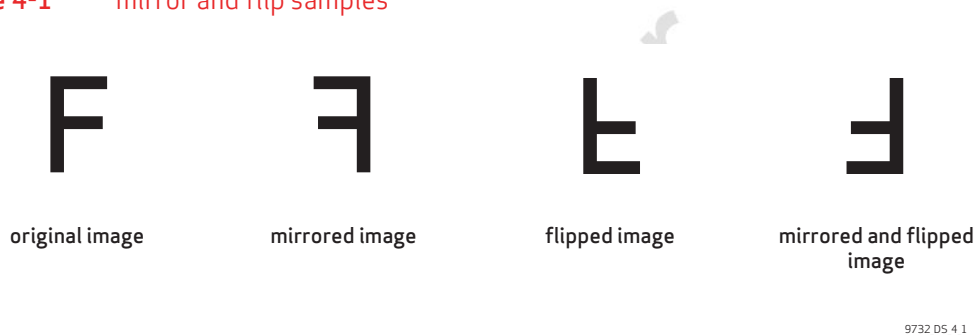 e 4-1 mirror and flip samples
F
original image
mirrored image
flipped image
mirrored and flipped
image
9732 DS 4 1